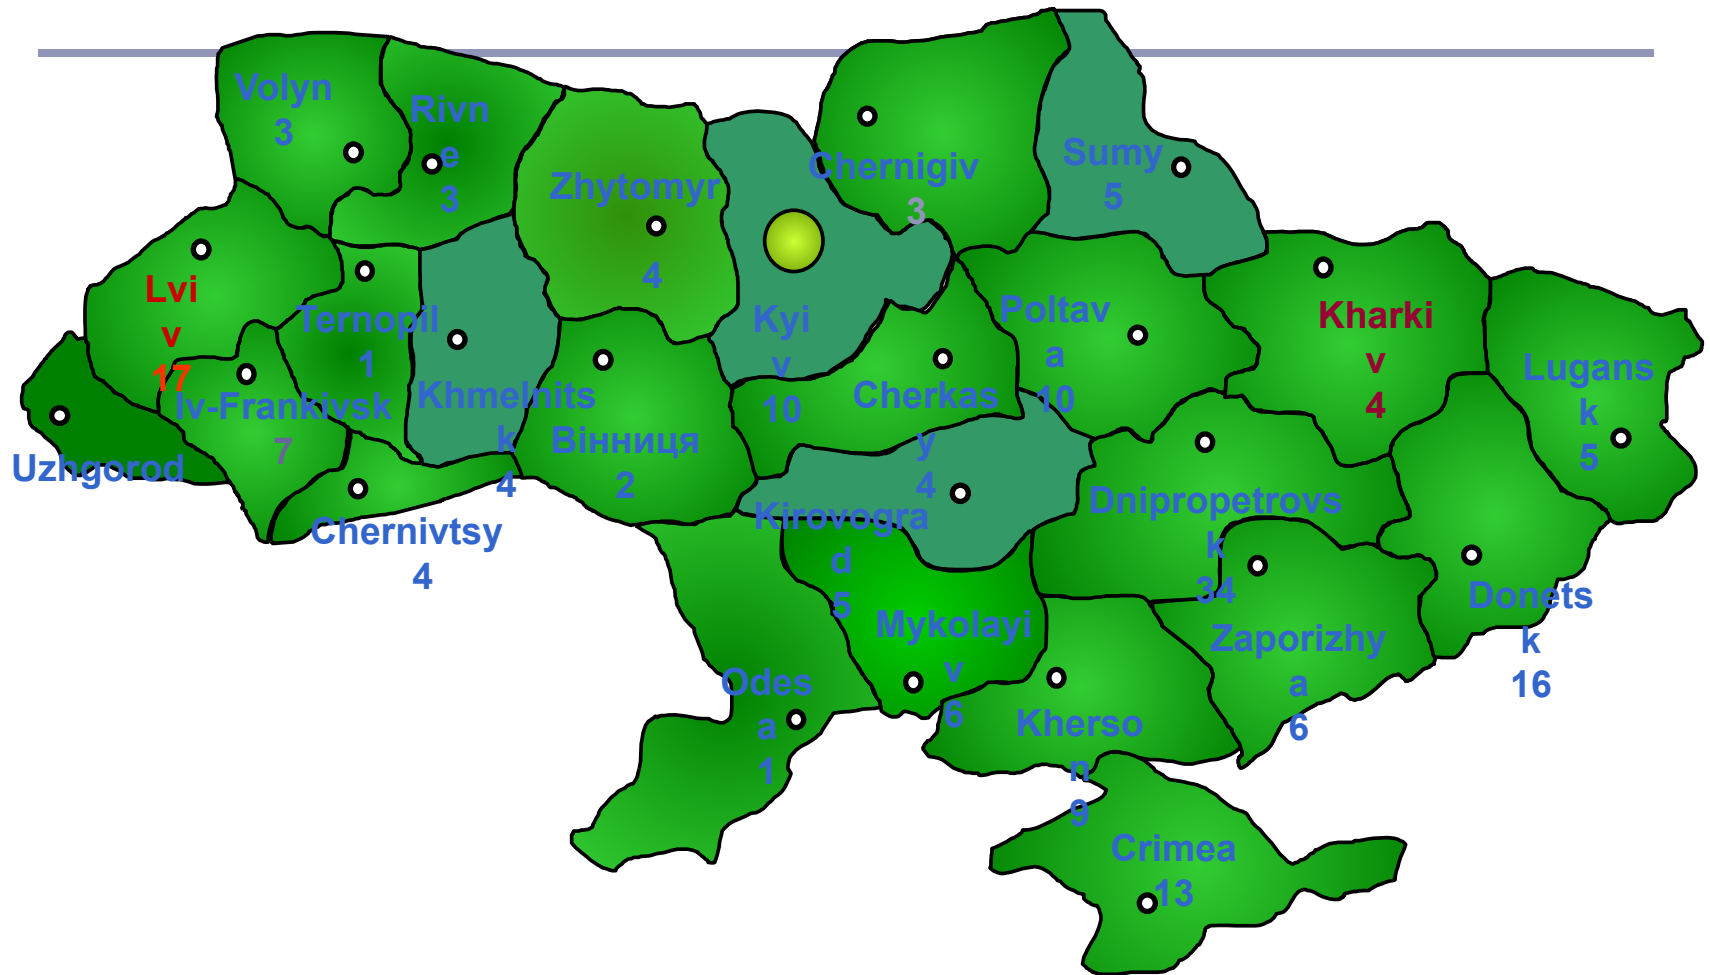 Volyn
3
Rivn
e
3
Zhytomyr
4
Chernigiv
3
Sumy
5
Lvi
v
17
Ternopil
1
Khmelnits
k
4
Kyi
v
10
Cherkas
y
4
Poltav
a
10
Kharki
v
4
Lugans
k
5
Uzhgorod
Iv-Frankivsk
7
Chernivtsy
4
Вінниця
2
Kirovogra
d
5
Dnipropetrovs
k
34
Donets
k
16
Odes
a
1
Mykolayi
v
6
Kherso
n
9
Zaporizhy
a
6
Crimea
13